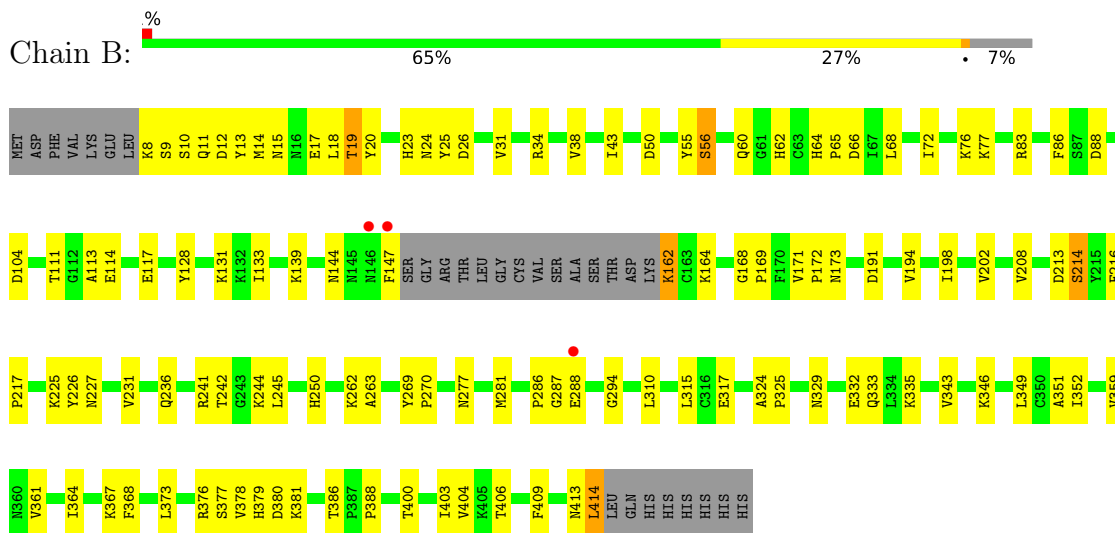 .%
Chain B:
65% 27% • 7%
MET ASP PHE VAL LYS GLU LEU K8 S9 S10 Q11 D12 Y13 M14 N15 N16 E17 L18 T19 Y20 H23 N24 Y25 D26 V31 R34 V38 I43 D50 Y55 S56 Q60 G61 H62 C63 H64 P65 D66 I67 L68 I72 K76 K77 R83 F86 S87 D88
D104 T111 G112 A113 E114 E117 Y128 K131 K132 I133 K139 N144 N145 N146 F147 SER GLY ARG THR LEU GLY CYS VAL SER ALA SER THR ASP LYS K162 C163 K164 G168 P169 F170 V171 P172 N173 D191 V194 I198 V202 V208 D213 S214 Y215 E216
P217 K225 Y226 N227 V231 Q236 R241 T242 G243 K244 L245 H250 K262 A263 Y269 P270 N277 M281 P286 G287 E288 G294 L310 L315 C316 E317 A324 P325 N329 E332 Q333 L334 K335 V343 K346 L349 C350 A351 I352 V359
N360 V361 I364 K367 F368 L373 R376 S377 V378 H379 D380 K381 T386 P387 P388 T400 I403 V404 K405 T406 F409 N413 L414 LEU GLN HIS HIS HIS HIS HIS HIS